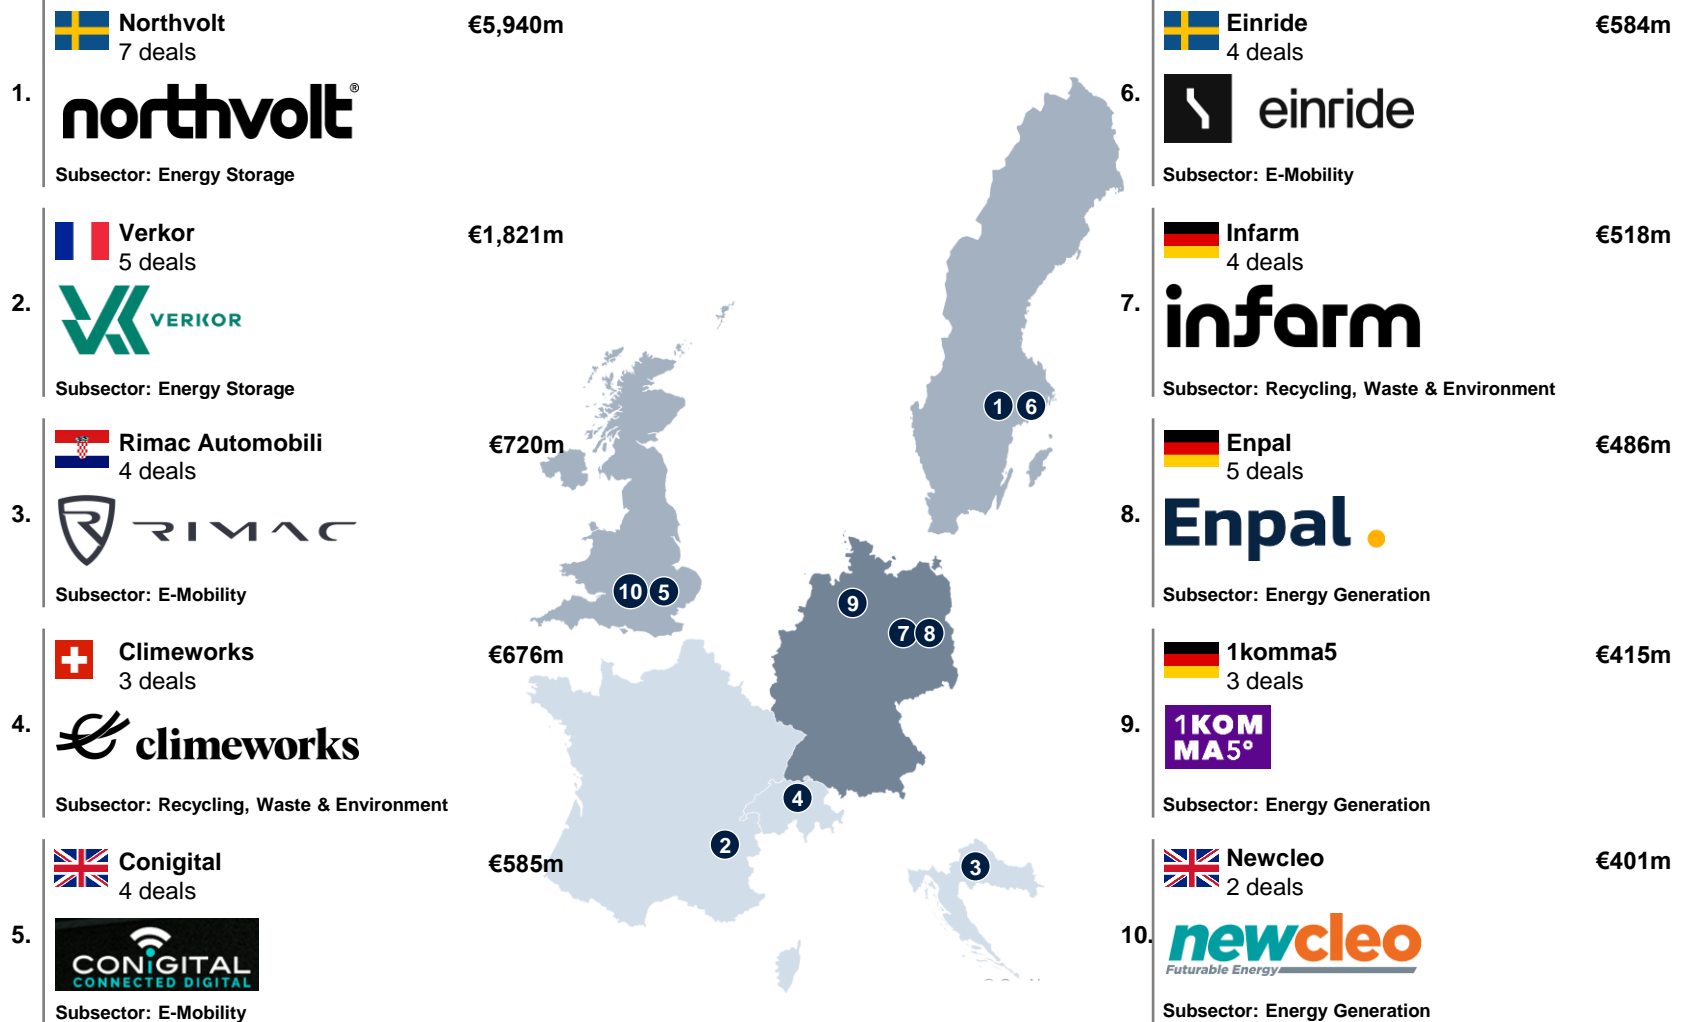 1.
Northvolt
€5,940m
7 deals
northvolt®
Subsector: Energy Storage
2.
Verkor
€1,821m
5 deals
VERKOR
Subsector: Energy Storage
3.
Rimac Automobili
€720m
4 deals
RIMAC
Subsector: E-Mobility
4.
Climeworks
€676m
3 deals
climeworks
Subsector: Recycling, Waste & Environment
5.
Conigital
€585m
4 deals
CONiGITAL
CONNECTED DIGITAL
Subsector: E-Mobility
1 6
10 5
9
7 8
4
2
3
6.
Einride
€584m
4 deals
einride
Subsector: E-Mobility
7.
Infarm
€518m
4 deals
infarm
Subsector: Recycling, Waste & Environment
8.
Enpal
€486m
5 deals
Enpal.
Subsector: Energy Generation
9.
1komma5
€415m
3 deals
1KOM
MA5°
Subsector: Energy Generation
10.
Newcleo
€401m
2 deals
newcleo
Futurable Energy
Subsector: Energy Generation